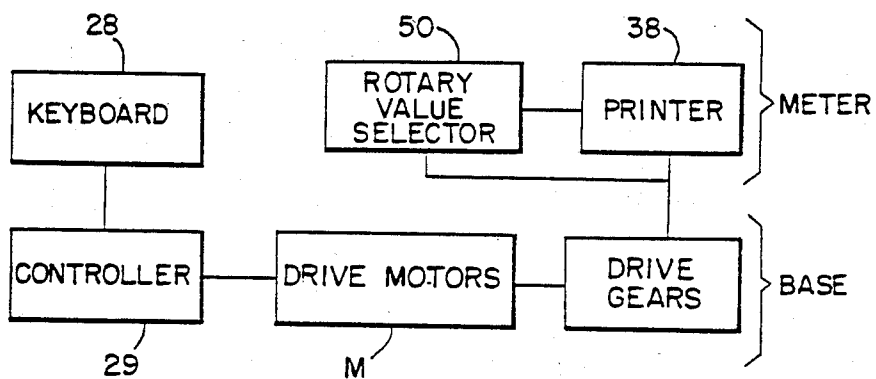 28
50
38
KEYBOARD
ROTARY
VALUE
SELECTOR
PRINTER
METER
CONTROLLER
DRIVE MOTORS
DRIVE
GEARS
BASE
29
M